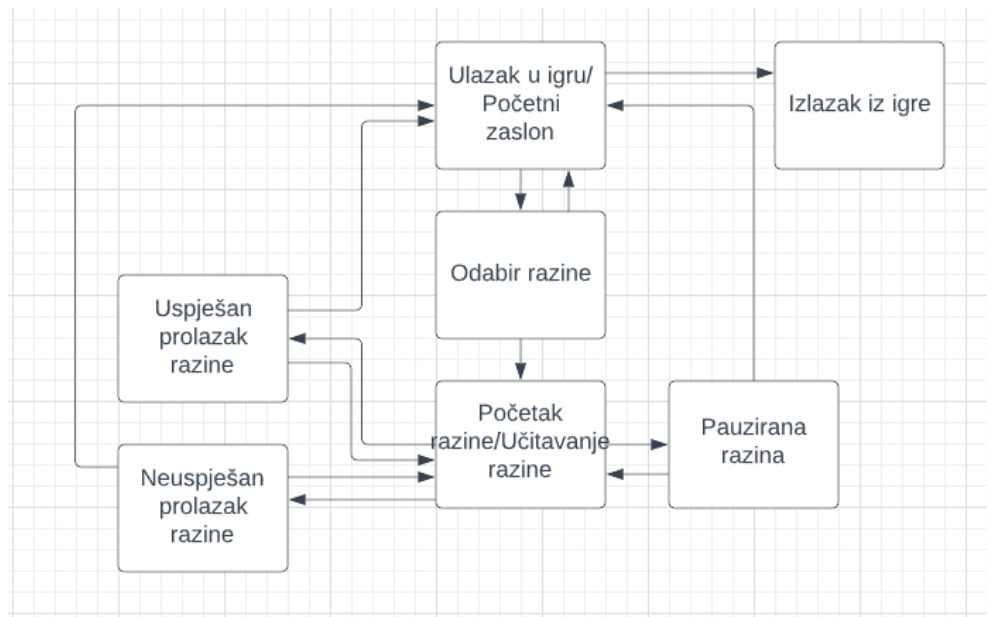 Ulazak u igru/
Početni
zaslon
Izlazak iz igre
Odabir razine
Uspješan
prolazak
razine
Početak
razine/Učitavanje
razine
Pauzirana
razina
Neuspješan
prolazak
razine